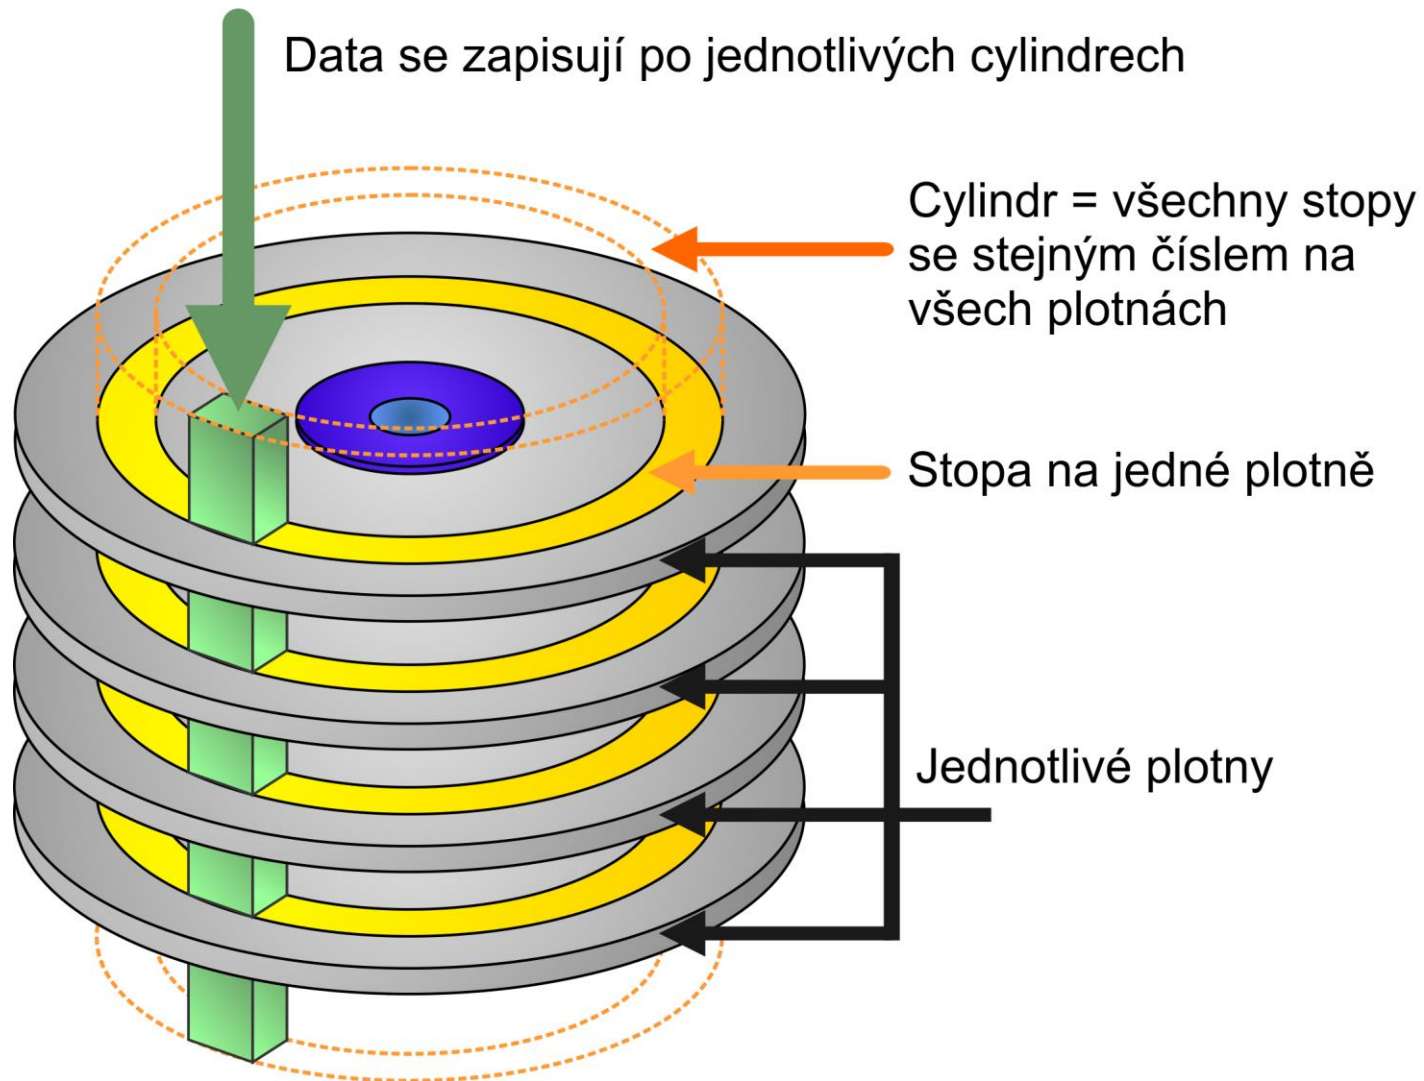 Data se zapisují po jednotlivých cylindrech
Cylindr = všechny stopy
se stejným číslem na
všech plotnách
Stopa na jedné plotně
Jednotlivé plotny